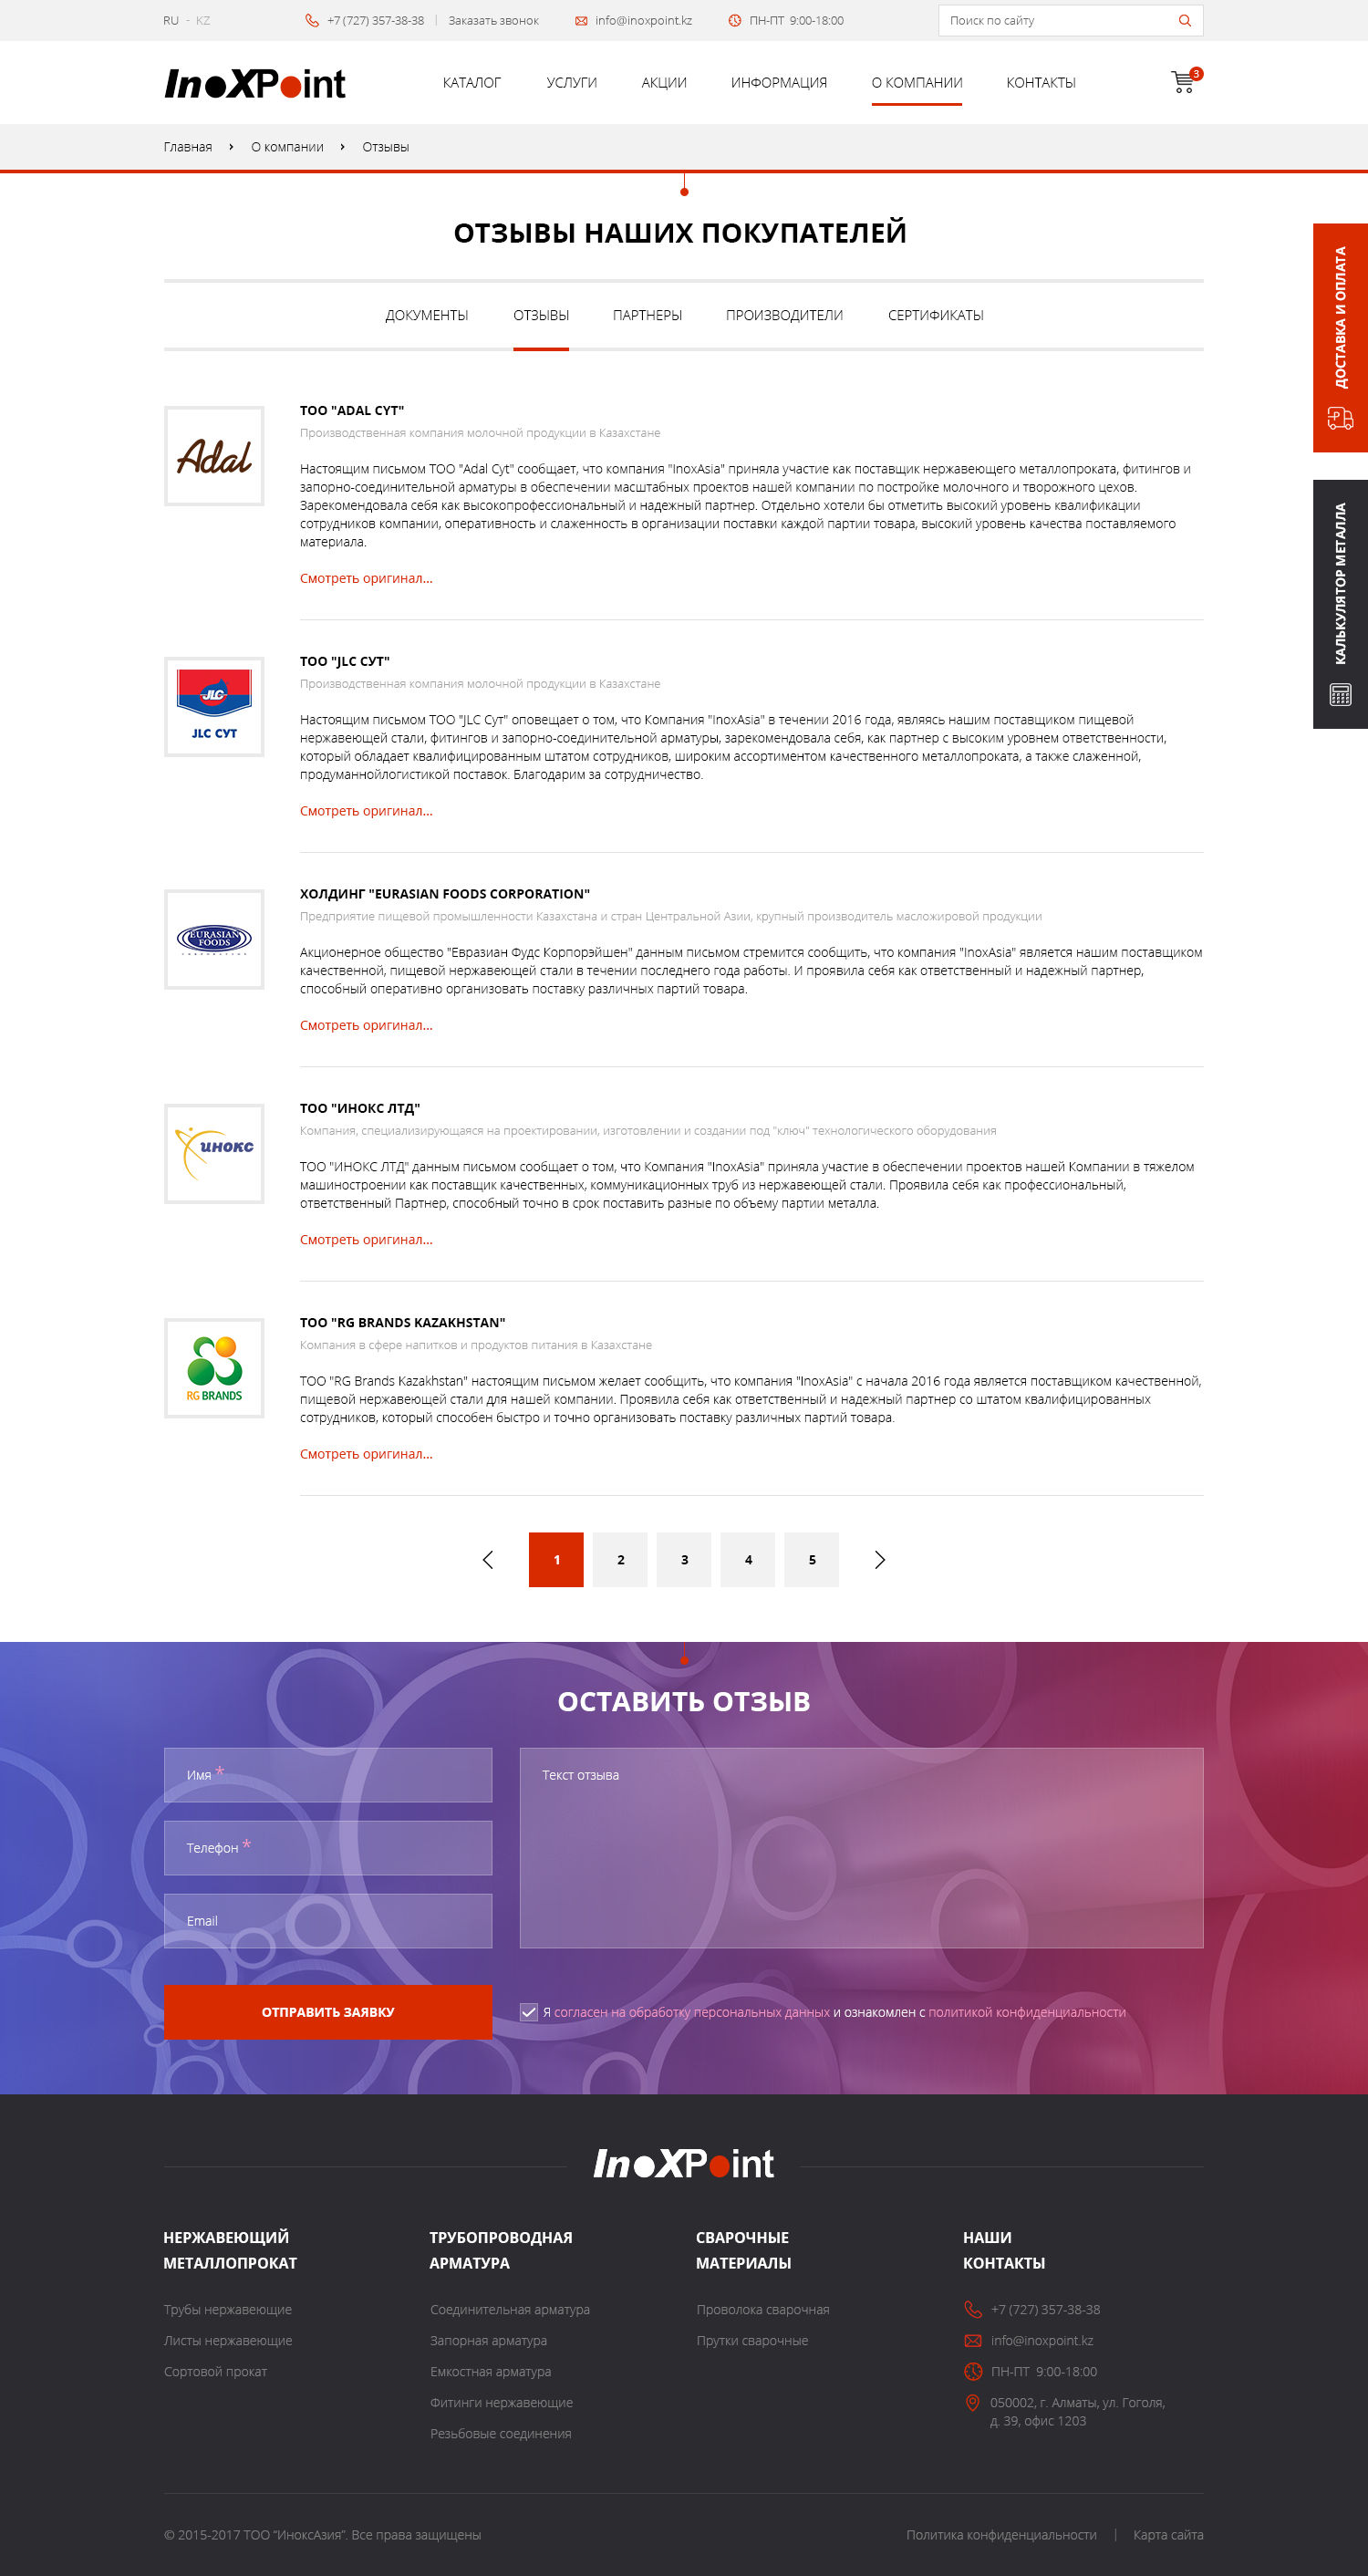 RU - KZ
+7 (727) 357-38-38 | Заказать звонок
info@inoxpoint.kz
ПН-ПТ 9:00-18:00
Поиск по сайту
InoXPoint
КАТАЛОГ УСЛУГИ АКЦИИ ИНФОРМАЦИЯ О КОМПАНИИ КОНТАКТЫ
3
Главная › О компании › Отзывы
ОТЗЫВЫ НАШИХ ПОКУПАТЕЛЕЙ
ДОСТАВКА И ОПЛАТА
КАЛЬКУЛЯТОР МЕТАЛЛА
ДОКУМЕНТЫ ОТЗЫВЫ ПАРТНЕРЫ ПРОИЗВОДИТЕЛИ СЕРТИФИКАТЫ
Adal
ТОО "ADAL СҮТ"
Производственная компания молочной продукции в Казахстане
Настоящим письмом ТОО "Adal Сүt" сообщает, что компания "InoxAsia" приняла участие как поставщик нержавеющего металлопроката, фитингов и
запорно-соединительной арматуры в обеспечении масштабных проектов нашей компании по постройке молочного и творожного цехов.
Зарекомендовала себя как высокопрофессиональный и надежный партнер. Отдельно хотели бы отметить высокий уровень квалификации
сотрудников компании, оперативность и слаженность в организации поставки каждой партии товара, высокий уровень качества поставляемого
материала.
Смотреть оригинал...
JLC
JLC СУТ
ТОО "JLC СУТ"
Производственная компания молочной продукции в Казахстане
Настоящим письмом ТОО "JLC Сут" оповещает о том, что Компания "InoxAsia" в течении 2016 года, являясь нашим поставщиком пищевой
нержавеющей стали, фитингов и запорно-соединительной арматуры, зарекомендовала себя, как партнер с высоким уровнем ответственности,
который обладает квалифицированным штатом сотрудников, широким ассортиментом качественного металлопроката, а также слаженной,
продуманнойлогистикой поставок. Благодарим за сотрудничество.
Смотреть оригинал...
EURASIAN
FOODS
CORPORATION
ХОЛДИНГ "EURASIAN FOODS CORPORATION"
Предприятие пищевой промышленности Казахстана и стран Центральной Азии, крупный производитель масложировой продукции
Акционерное общество "Евразиан Фудс Корпорэйшен" данным письмом стремится сообщить, что компания "InoxAsia" является нашим поставщиком
качественной, пищевой нержавеющей стали в течении последнего года работы. И проявила себя как ответственный и надежный партнер,
способный оперативно организовать поставку различных партий товара.
Смотреть оригинал...
ИНОКС
ТОО "ИНОКС ЛТД"
Компания, специализирующаяся на проектировании, изготовлении и создании под "ключ" технологического оборудования
ТОО "ИНОКС ЛТД" данным письмом сообщает о том, что Компания "InoxAsia" приняла участие в обеспечении проектов нашей Компании в тяжелом
машиностроении как поставщик качественных, коммуникационных труб из нержавеющей стали. Проявила себя как профессиональный,
ответственный Партнер, способный точно в срок поставить разные по объему партии металла.
Смотреть оригинал...
RG BRANDS
ТОО "RG BRANDS KAZAKHSTAN"
Компания в сфере напитков и продуктов питания в Казахстане
ТОО "RG Brands Kazakhstan" настоящим письмом желает сообщить, что компания "InoxAsia" с начала 2016 года является поставщиком качественной,
пищевой нержавеющей стали для нашей компании. Проявила себя как ответственный и надежный партнер со штатом квалифицированных
сотрудников, который способен быстро и точно организовать поставку различных партий товара.
Смотреть оригинал...
1 2 3 4 5
ОСТАВИТЬ ОТЗЫВ
Имя *
Телефон *
Email
Текст отзыва
ОТПРАВИТЬ ЗАЯВКУ
Я согласен на обработку персональных данных и ознакомлен с политикой конфиденциальности
InoXPoint
НЕРЖАВЕЮЩИЙ
МЕТАЛЛОПРОКАТ
Трубы нержавеющие
Листы нержавеющие
Сортовой прокат
ТРУБОПРОВОДНАЯ
АРМАТУРА
Соединительная арматура
Запорная арматура
Емкостная арматура
Фитинги нержавеющие
Резьбовые соединения
СВАРОЧНЫЕ
МАТЕРИАЛЫ
Проволока сварочная
Прутки сварочные
НАШИ
КОНТАКТЫ
+7 (727) 357-38-38
info@inoxpoint.kz
ПН-ПТ 9:00-18:00
050002, г. Алматы, ул. Гоголя,
д. 39, офис 1203
© 2015-2017 ТОО "ИноксАзия". Все права защищены
Политика конфиденциальности | Карта сайта